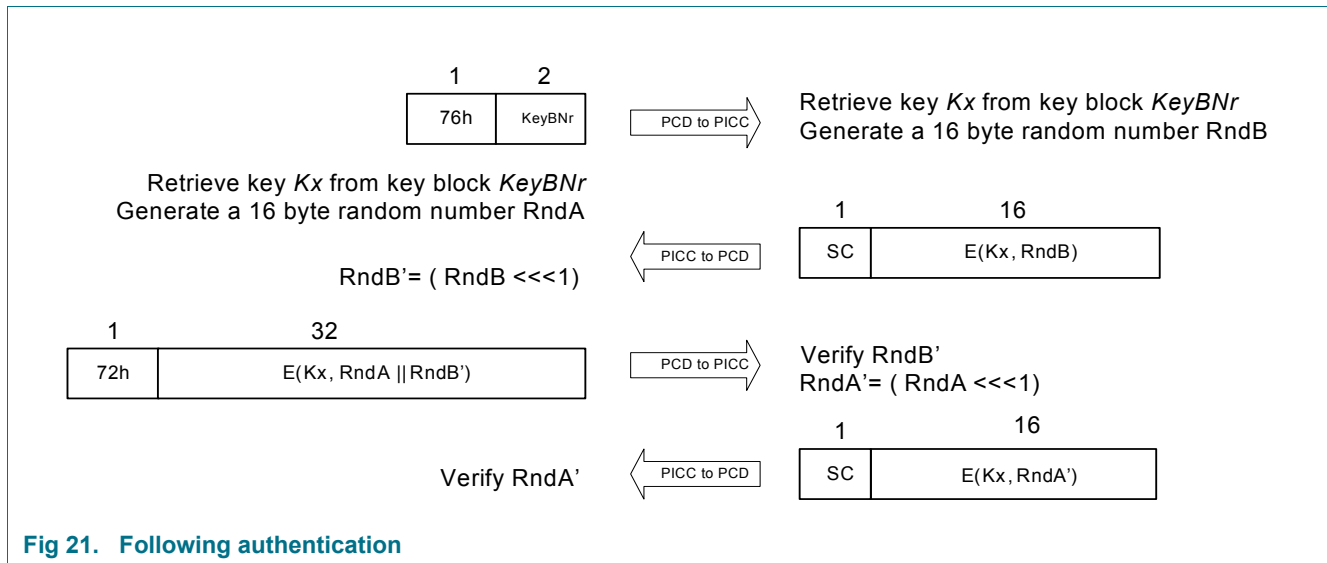 1 2
76h KeyBNr
PCD to PICC
Retrieve key Kx from key block KeyBNr
Generate a 16 byte random number RndB
Retrieve key Kx from key block KeyBNr
Generate a 16 byte random number RndA
1 16
PICC to PCD
SC E(Kx, RndB)
RndB'= ( RndB <<<1)
1 32
72h E(Kx, RndA ||RndB')
PCD to PICC
Verify RndB'
RndA'= ( RndA <<<1)
1 16
Verify RndA'
PICC to PCD
SC E(Kx, RndA')
Fig 21. Following authentication